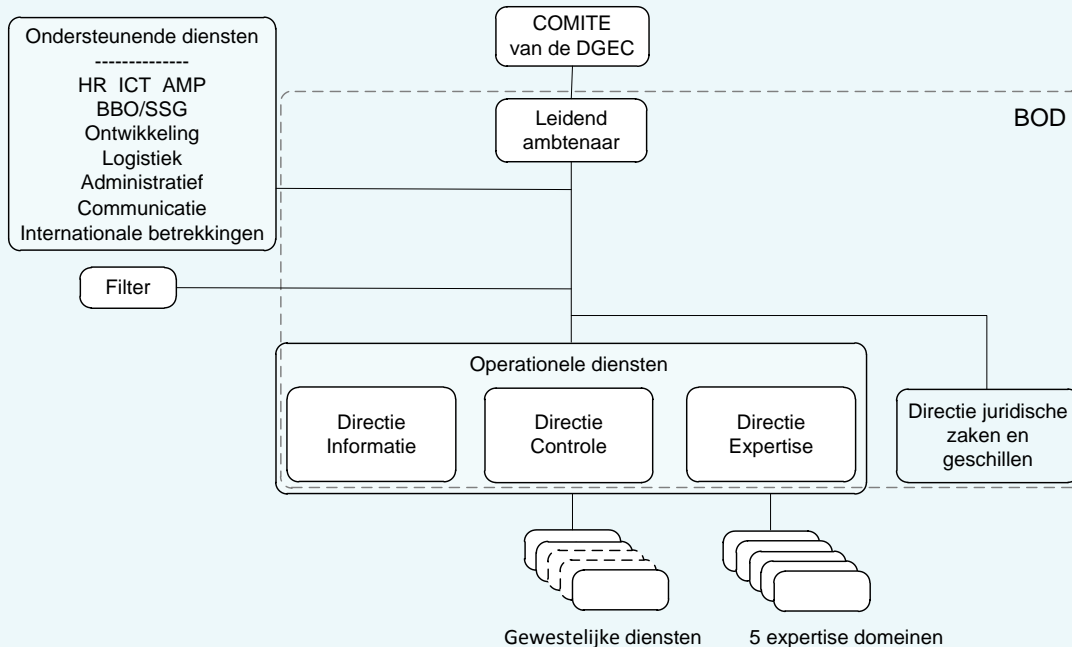 Ondersteunende diensten
--------------
HR ICT AMP
BBO/SSG
Ontwikkeling
Logistiek
Administratief
Communicatie
Internationale betrekkingen
COMITE
van de DGEC
BOD
Leidend
ambtenaar
Filter
Operationele diensten
Directie
Informatie
Directie
Controle
Directie
Expertise
Directie juridische
zaken en
geschillen
Gewestelijke diensten
5 expertise domeinen